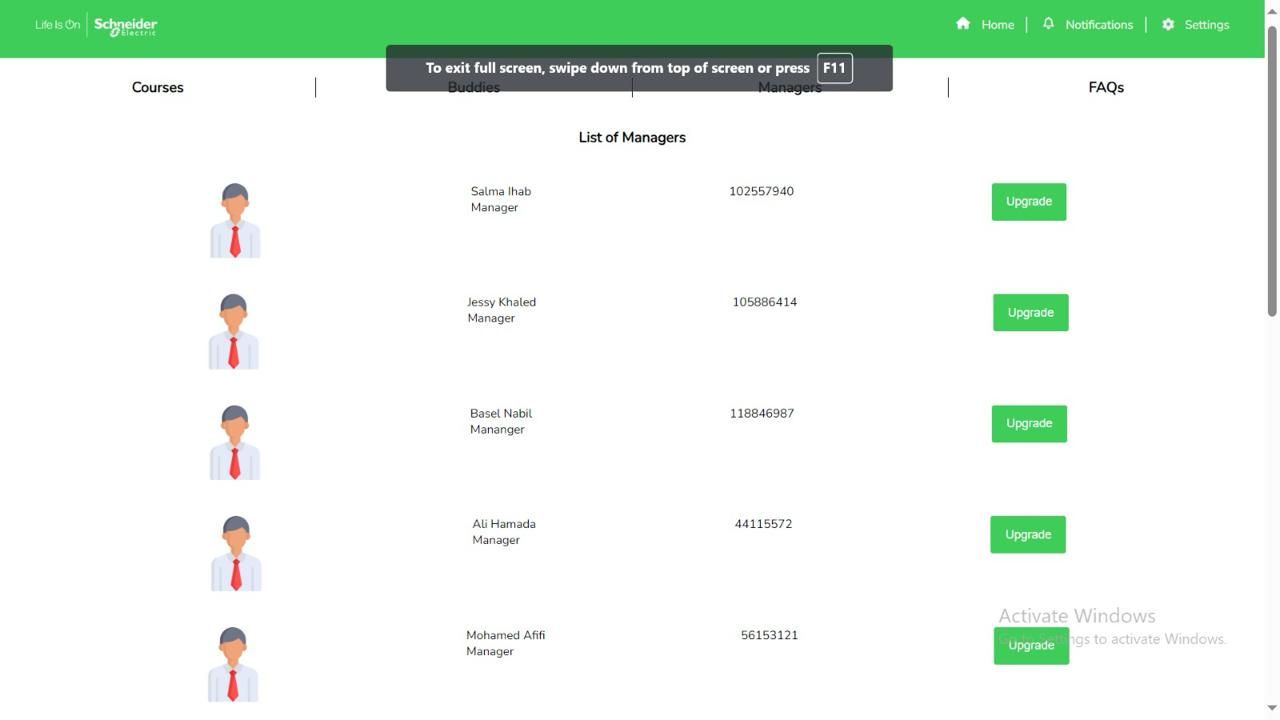 Life Is On | Schneider Electric
Home
Notifications
Settings
To exit full screen, swipe down from top of screen or press F11
Courses
Buddies
Managers
FAQs
List of Managers
Salma Ihab
Manager
102557940
Upgrade
Jessy Khaled
Manager
105886414
Upgrade
Basel Nabil
Mananger
118846987
Upgrade
Ali Hamada
Manager
44115572
Upgrade
Mohamed Afifi
Manager
56153121
Upgrade
Activate Windows
Go to Settings to activate Windows.